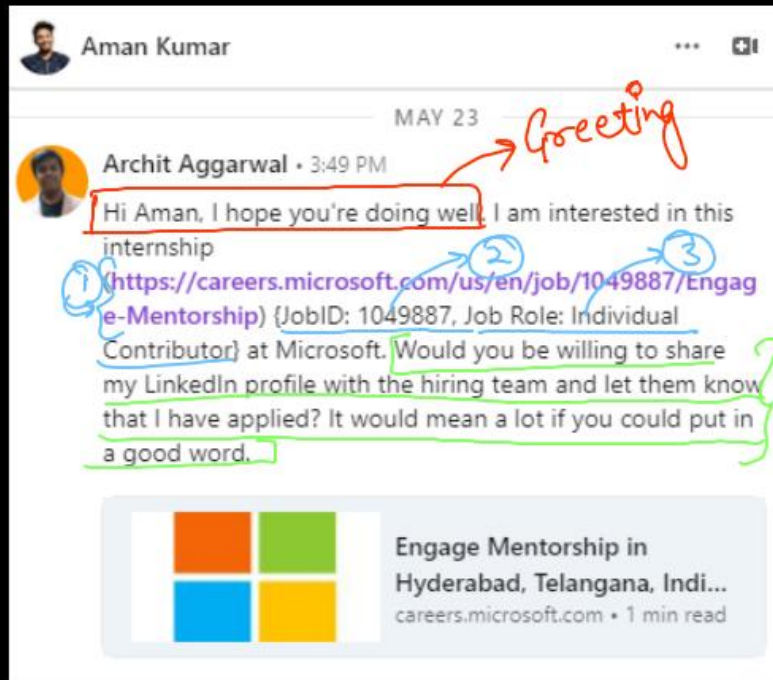 Aman Kumar
MAY 23
Greeting
Archit Aggarwal • 3:49 PM
Hi Aman, I hope you're doing well. I am interested in this
internship
① (https://careers.microsoft.com/us/en/job/1049887/Engag
② ③
e-Mentorship) {JobID: 1049887, Job Role: Individual
Contributor} at Microsoft. Would you be willing to share
my LinkedIn profile with the hiring team and let them know
that I have applied? It would mean a lot if you could put in
a good word.
Engage Mentorship in
Hyderabad, Telangana, Indi...
careers.microsoft.com • 1 min read